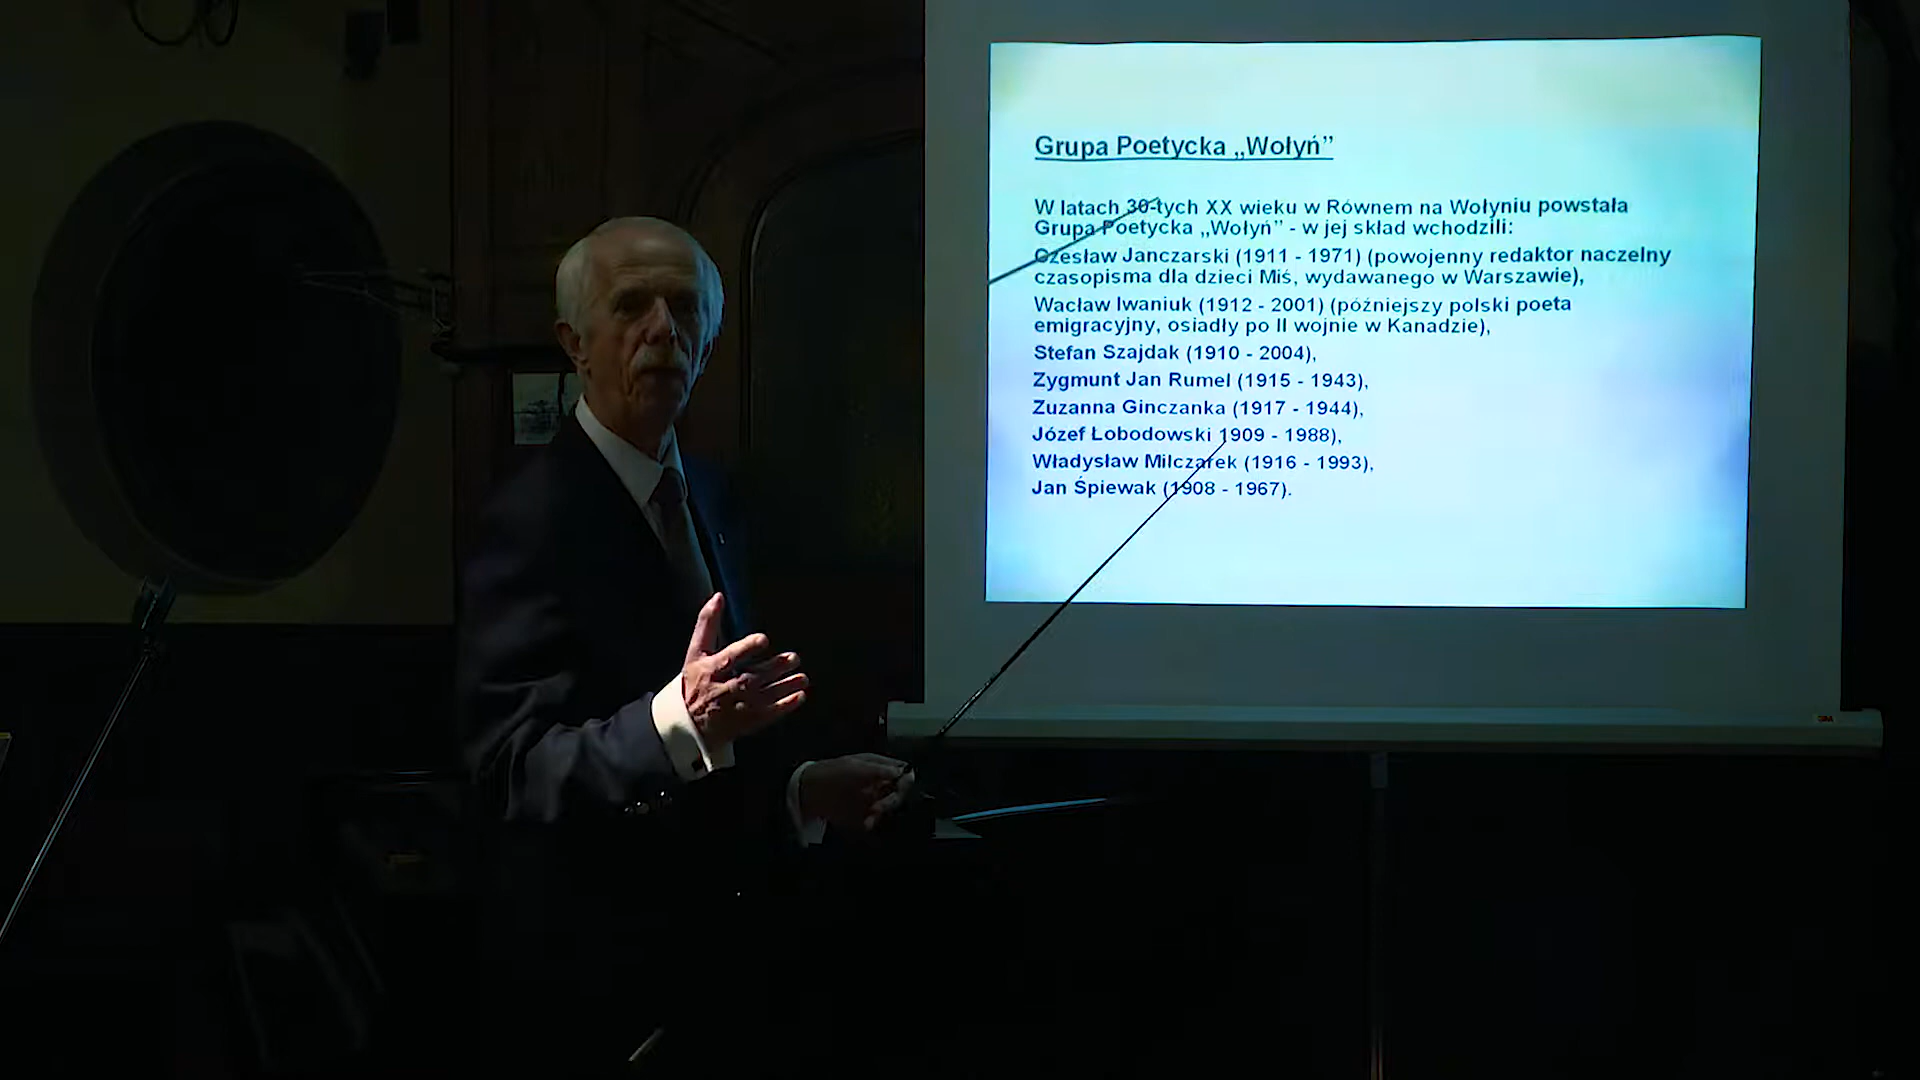 Grupa Poetycka „Wołyń”
W latach 30-tych XX wieku w Równem na Wołyniu powstała
Grupa Poetycka „Wołyń” - w jej skład wchodzili:
Czesław Janczarski (1911 - 1971) (powojenny redaktor naczelny
czasopisma dla dzieci Miś, wydawanego w Warszawie),
Wacław Iwaniuk (1912 - 2001) (późniejszy polski poeta
emigracyjny, osiadły po II wojnie w Kanadzie),
Stefan Szajdak (1910 - 2004),
Zygmunt Jan Rumel (1915 - 1943),
Zuzanna Ginczanka (1917 - 1944),
Józef Łobodowski 1909 - 1988),
Władysław Milczarek (1916 - 1993),
Jan Śpiewak (1908 - 1967).
3M